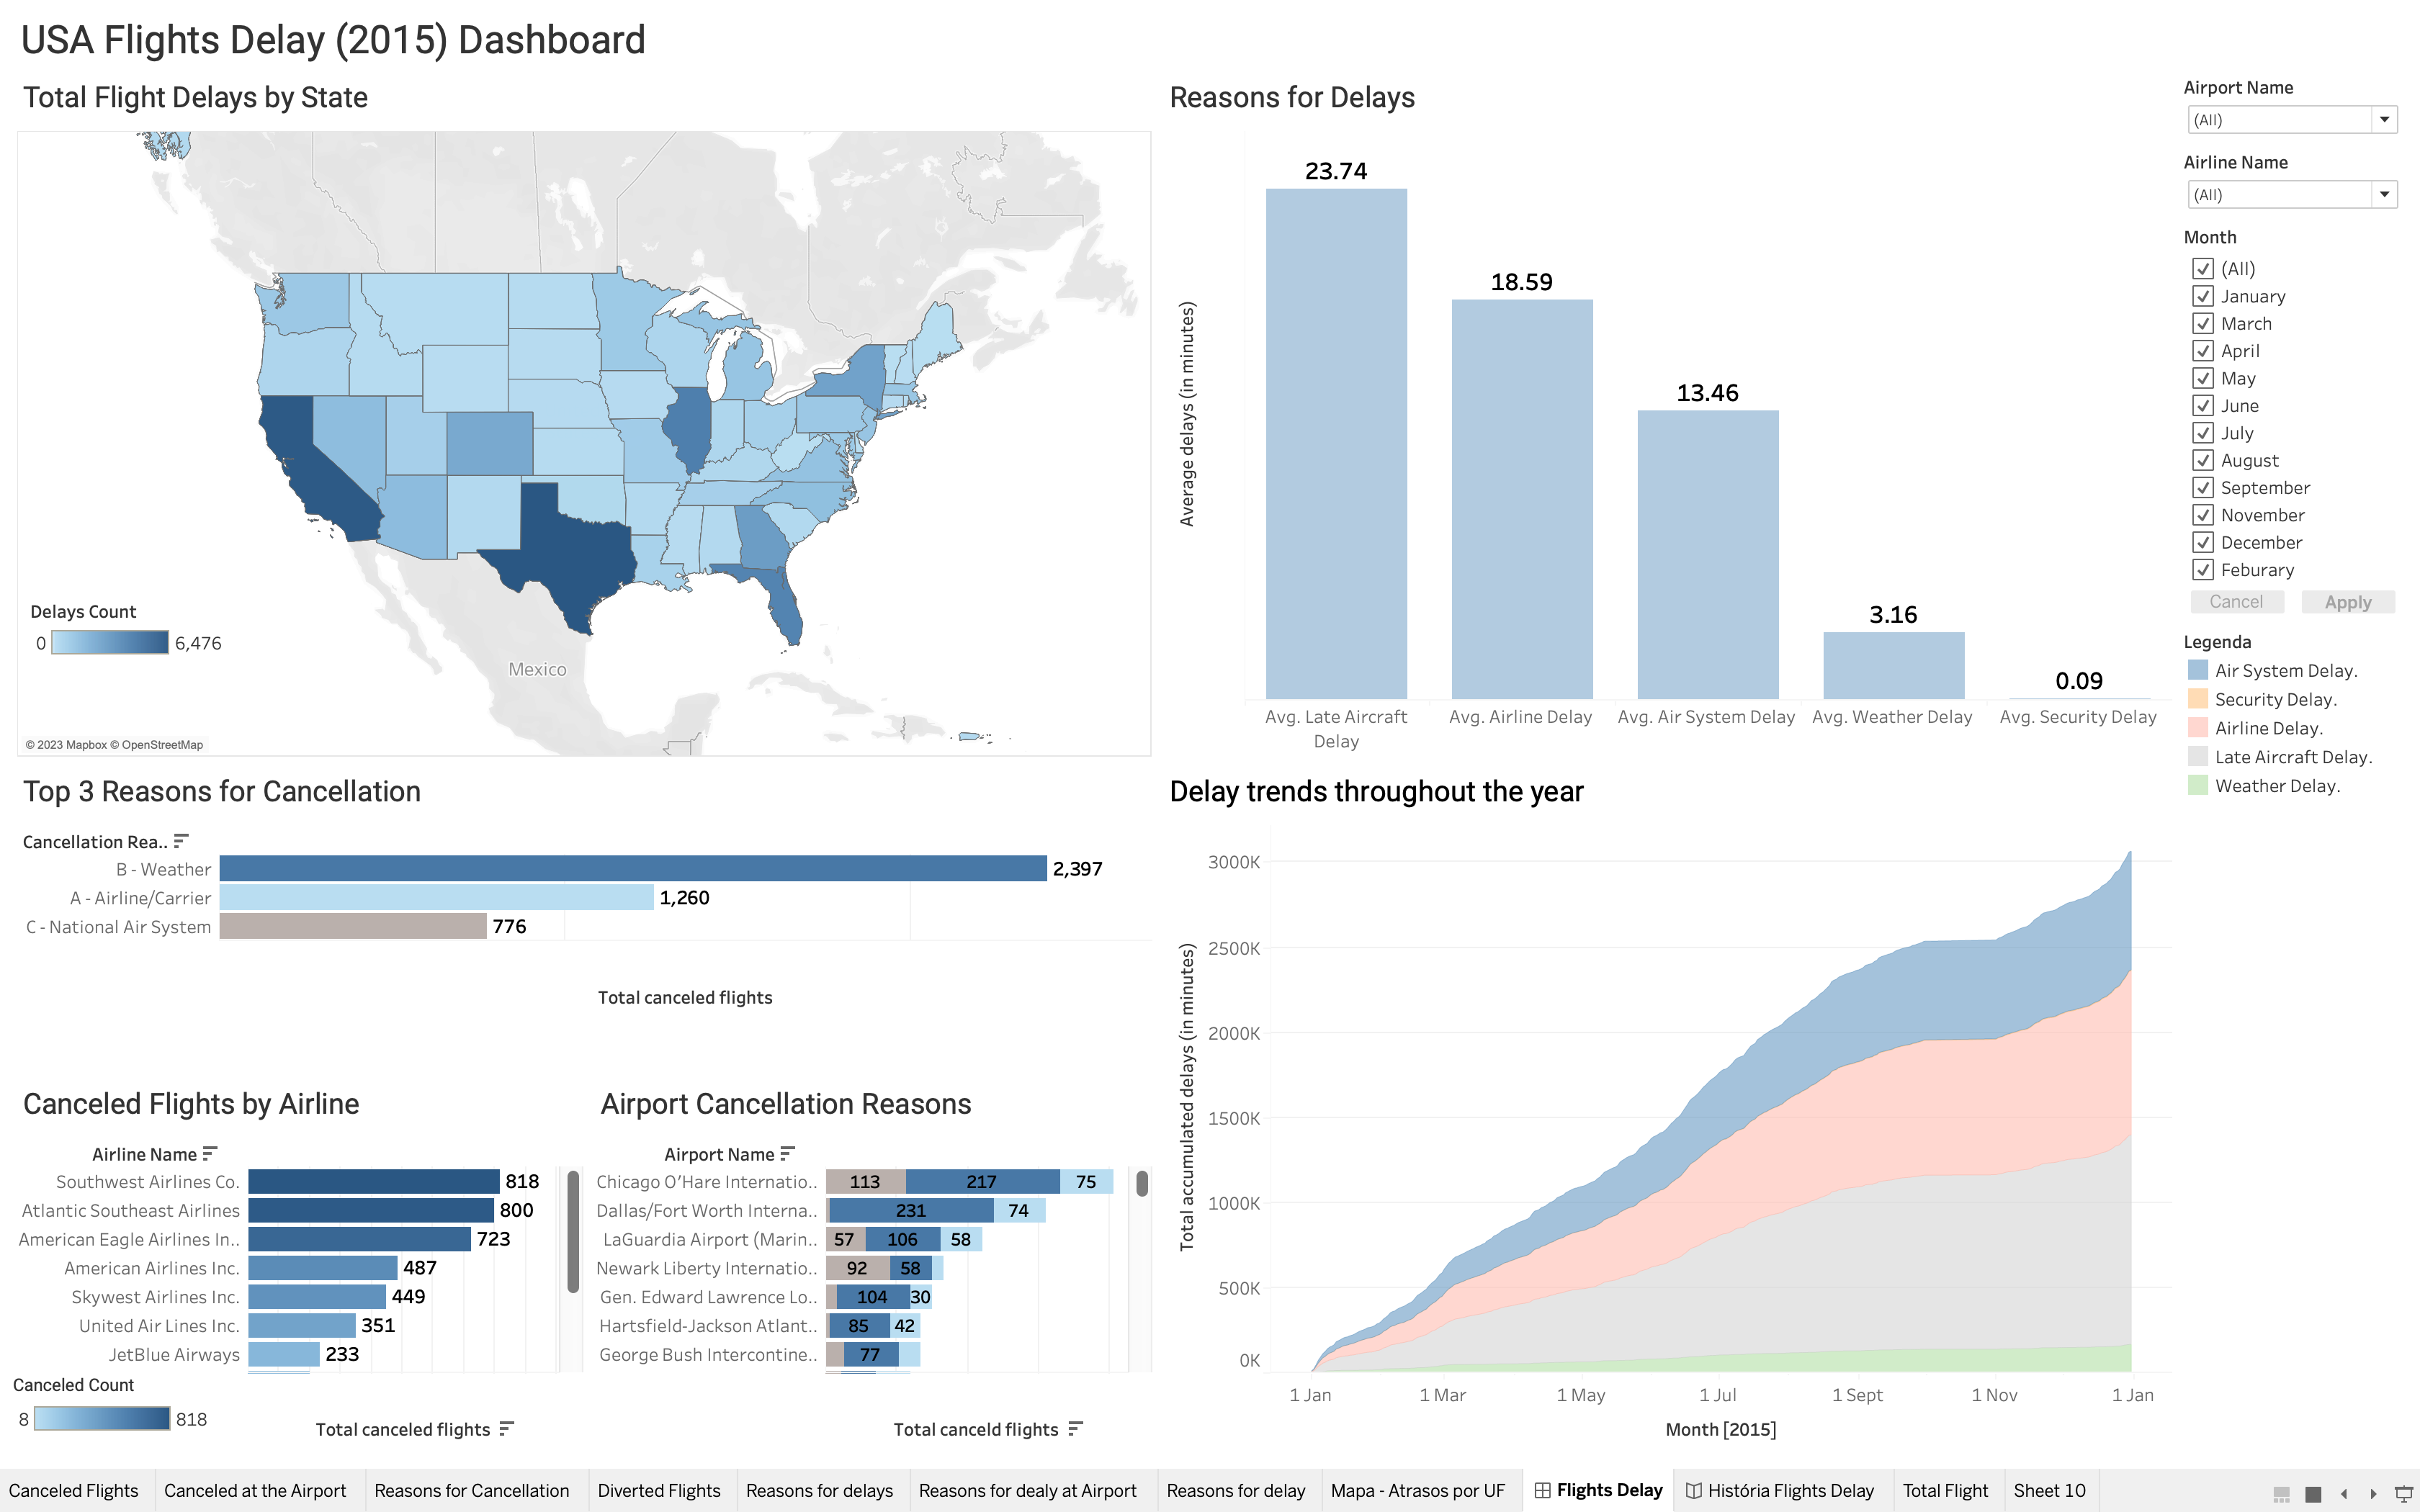 USA Flights Delay (2015) Dashboard
Total Flight Delays by State
Mexico
Delays Count
0 6,476
© 2023 Mapbox © OpenStreetMap
Reasons for Delays
Average delays (in minutes)
23.74
18.59
13.46
3.16
0.09
Avg. Late Aircraft
Delay
Avg. Airline Delay
Avg. Air System Delay
Avg. Weather Delay
Avg. Security Delay
Airport Name
(All)
Airline Name
(All)
Month
(All)
January
March
April
May
June
July
August
September
November
December
Feburary
Cancel Apply
Legenda
Air System Delay.
Security Delay.
Airline Delay.
Late Aircraft Delay.
Weather Delay.
Top 3 Reasons for Cancellation
Cancellation Rea..
B - Weather 2,397
A - Airline/Carrier 1,260
C - National Air System 776
Total canceled flights
Canceled Flights by Airline
Airline Name
Southwest Airlines Co. 818
Atlantic Southeast Airlines 800
American Eagle Airlines In.. 723
American Airlines Inc. 487
Skywest Airlines Inc. 449
United Air Lines Inc. 351
JetBlue Airways 233
Canceled Count
8 818
Total canceled flights
Airport Cancellation Reasons
Airport Name
Chicago O’Hare Internatio.. 113 217 75
Dallas/Fort Worth Interna.. 231 74
LaGuardia Airport (Marin.. 57 106 58
Newark Liberty Internatio.. 92 58
Gen. Edward Lawrence Lo.. 104 30
Hartsfield-Jackson Atlant.. 85 42
George Bush Intercontine.. 77
Total canceld flights
Delay trends throughout the year
Total accumulated delays (in minutes)
3000K
2500K
2000K
1500K
1000K
500K
0K
1 Jan 1 Mar 1 May 1 Jul 1 Sept 1 Nov 1 Jan
Month [2015]
Canceled Flights Canceled at the Airport Reasons for Cancellation Diverted Flights Reasons for delays Reasons for dealy at Airport Reasons for delay Mapa - Atrasos por UF Flights Delay História Flights Delay Total Flight Sheet 10